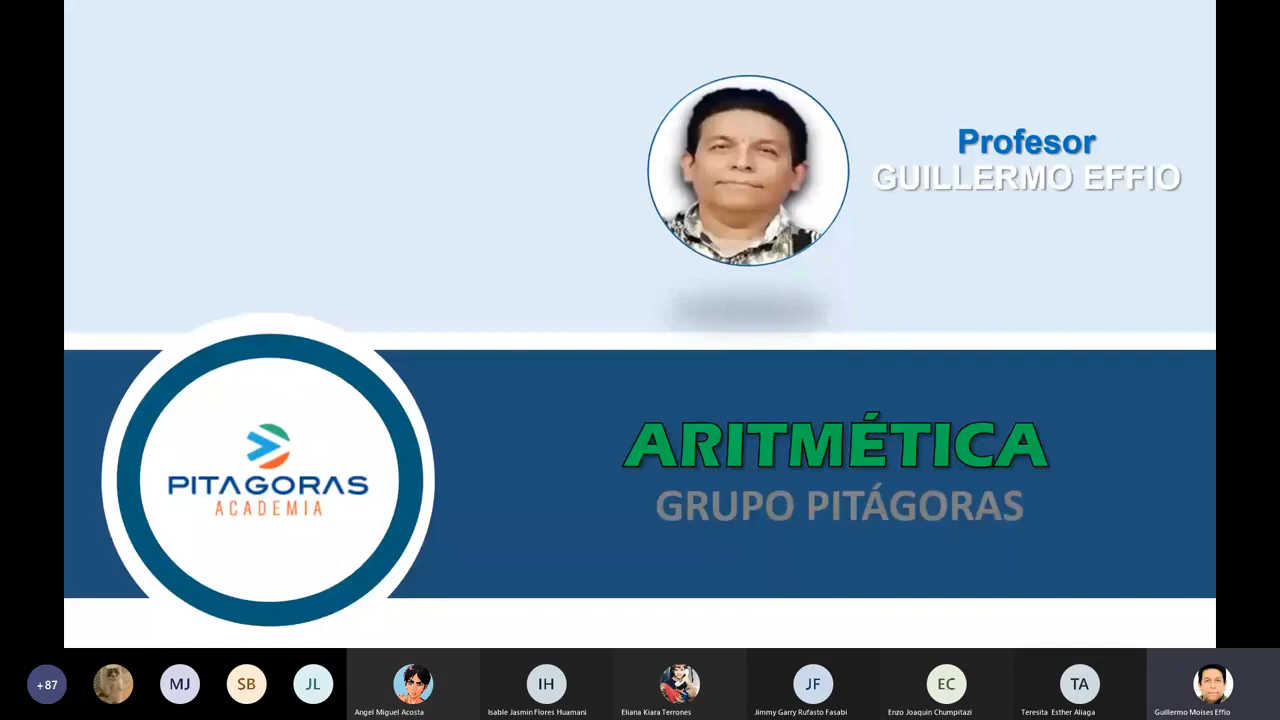 Profesor
GUILLERMO EFFIO
PITAGORAS
ACADEMIA
ARITMÉTICA
GRUPO PITÁGORAS
+87
MJ
SB
JL
IH
JF
EC
TA
Angel Miguel Acosta
Isable Jasmin Flores Huamani
Eliana Kiara Terrones
Jimmy Garry Rufasto Fasabi
Enzo Joaquin Chumpitazi
Teresita Esther Aliaga
Guillermo Moises Effio